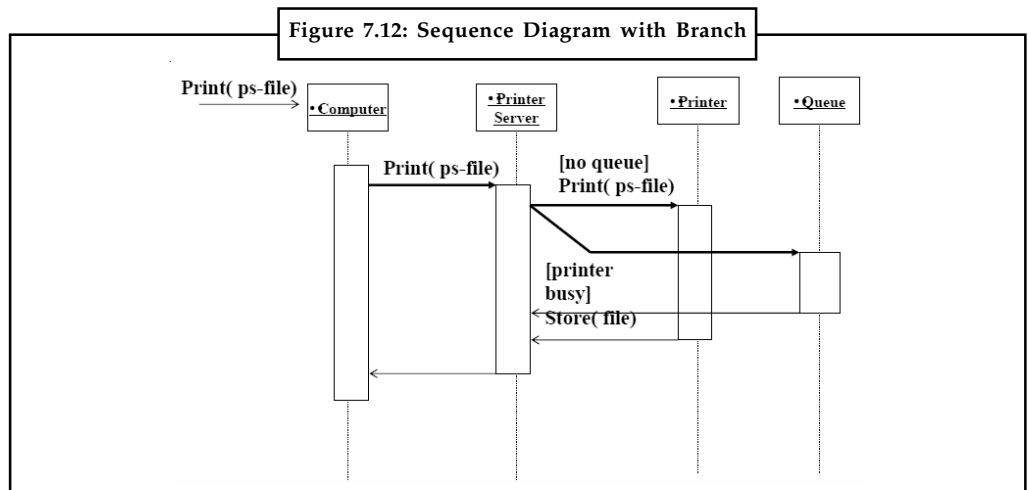 Figure 7.12: Sequence Diagram with Branch
Print( ps-file)
•Computer
•Printer
Server
•Printer
•Queue
Print( ps-file)
[no queue]
Print( ps-file)
[printer
busy]
Store( file)